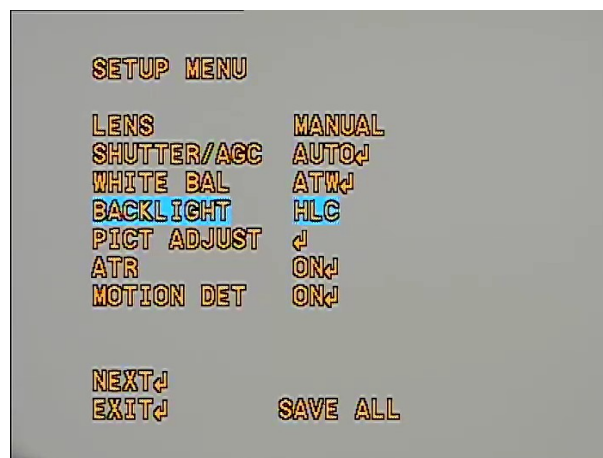 SETUP MENU
LENS MANUAL
SHUTTER/AGC AUTO↲
WHITE BAL ATW↲
BACKLIGHT HLC
PICT ADJUST ↲
ATR ON↲
MOTION DET ON↲
NEXT↲
EXIT↲ SAVE ALL